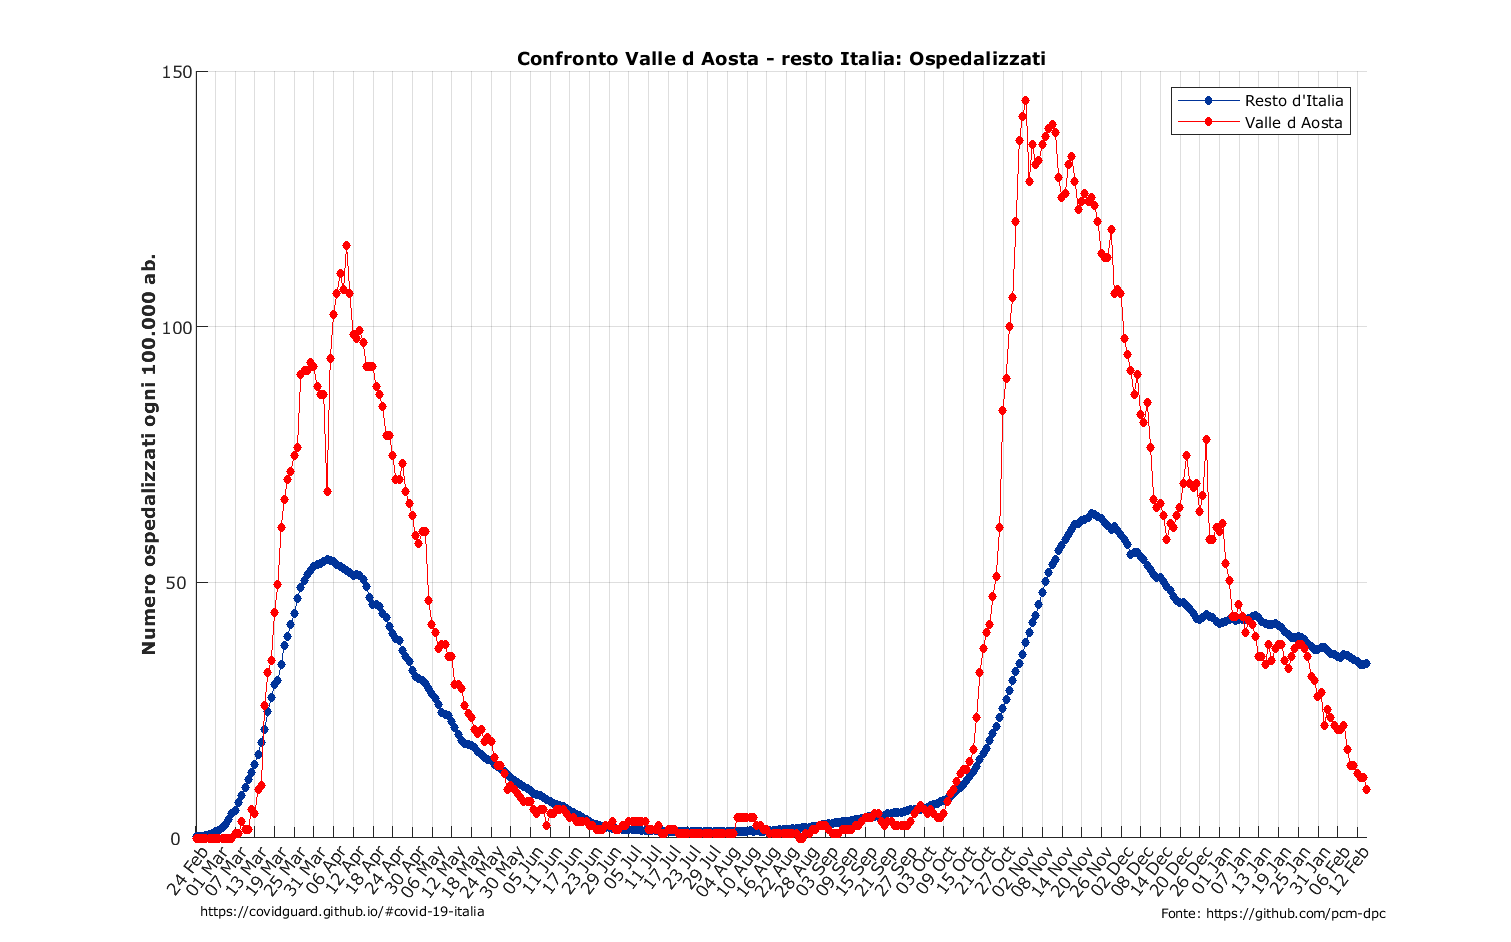 Confronto Valle d Aosta - resto Italia: Ospedalizzati
Numero ospedalizzati ogni 100.000 ab.
150
100
50
0
Resto d'Italia
Valle d Aosta
24 Feb
01 Mar
07 Mar
13 Mar
19 Mar
25 Mar
31 Mar
06 Apr
12 Apr
18 Apr
24 Apr
30 Apr
06 May
12 May
18 May
24 May
30 May
05 Jun
11 Jun
17 Jun
23 Jun
29 Jun
05 Jul
11 Jul
17 Jul
23 Jul
29 Jul
04 Aug
10 Aug
16 Aug
22 Aug
28 Aug
03 Sep
09 Sep
15 Sep
21 Sep
27 Sep
03 Oct
09 Oct
15 Oct
21 Oct
27 Oct
02 Nov
08 Nov
14 Nov
20 Nov
26 Nov
02 Dec
08 Dec
14 Dec
20 Dec
26 Dec
01 Jan
07 Jan
13 Jan
19 Jan
25 Jan
31 Jan
06 Feb
12 Feb
https://covidguard.github.io/#covid-19-italia
Fonte: https://github.com/pcm-dpc